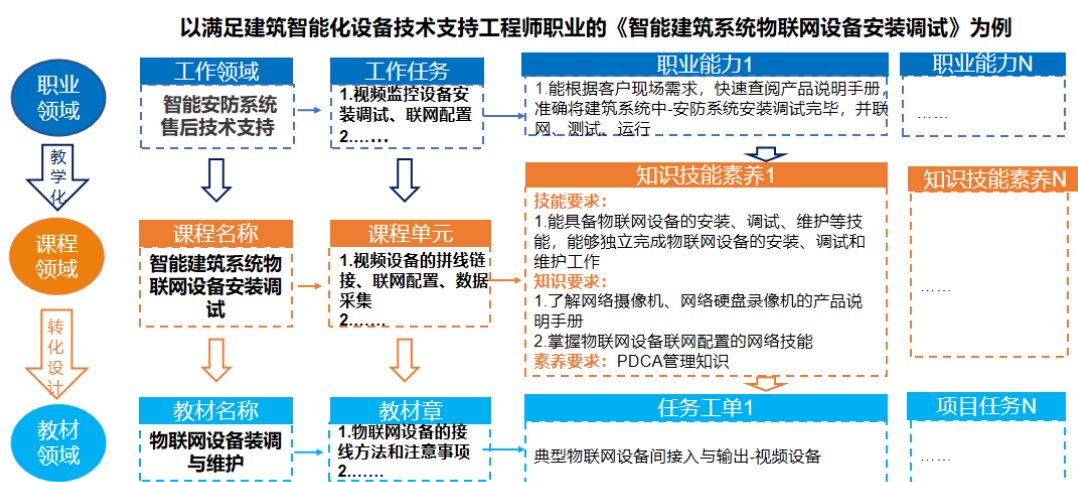 以满足建筑智能化设备技术支持工程师职业的《智能建筑系统物联网设备安装调试》为例
职业
领域
工作领域
智能安防系统
售后技术支持
工作任务
1.视频监控设备安
装调试、联网配置
2.……
职业能力1
1.能根据客户现场需求，快速查阅产品说明手册，
准确将建筑系统中-安防系统安装调试完毕，并联
网、测试、运行
职业能力N
……
教
学
化
课程
领域
课程名称
智能建筑系统物
联网设备安装调
试
课程单元
1.视频设备的拼线链
接、联网配置、数据
采集
2.……
知识技能素养1
技能要求：
1.能具备物联网设备的安装、调试、维护等技
能，能够独立完成物联网设备的安装、调试和
维护工作
知识要求：
1.了解网络摄像机、网络硬盘录像机的产品说
明手册
2.掌握物联网设备联网配置的网络技能
素养要求：PDCA管理知识
知识技能素养N
……
转
化
设
计
教材
领域
教材名称
物联网设备装调
与维护
教材章
1.物联网设备的接
线方法和注意事项
2.……
任务工单1
典型物联网设备间接入与输出-视频设备
项目任务N
……